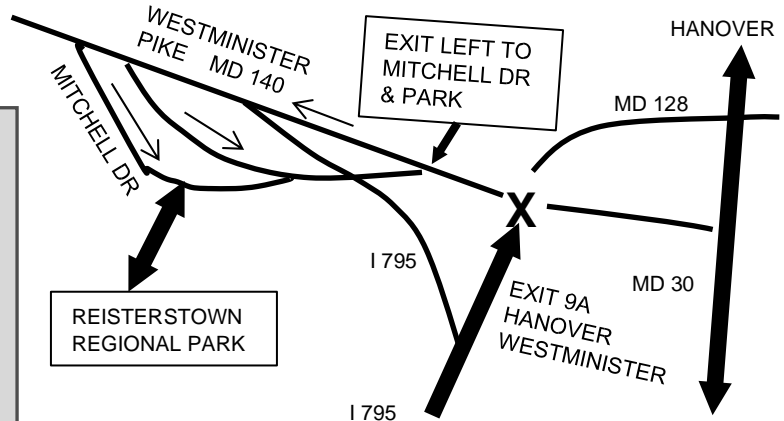 WESTMINISTER
PIKE MD 140
EXIT LEFT TO
MITCHELL DR
& PARK
HANOVER
MD 128
MITCHELL DR
X
I 795
MD 30
EXIT 9A
HANOVER
WESTMINISTER
REISTERSTOWN
REGIONAL PARK
I 795